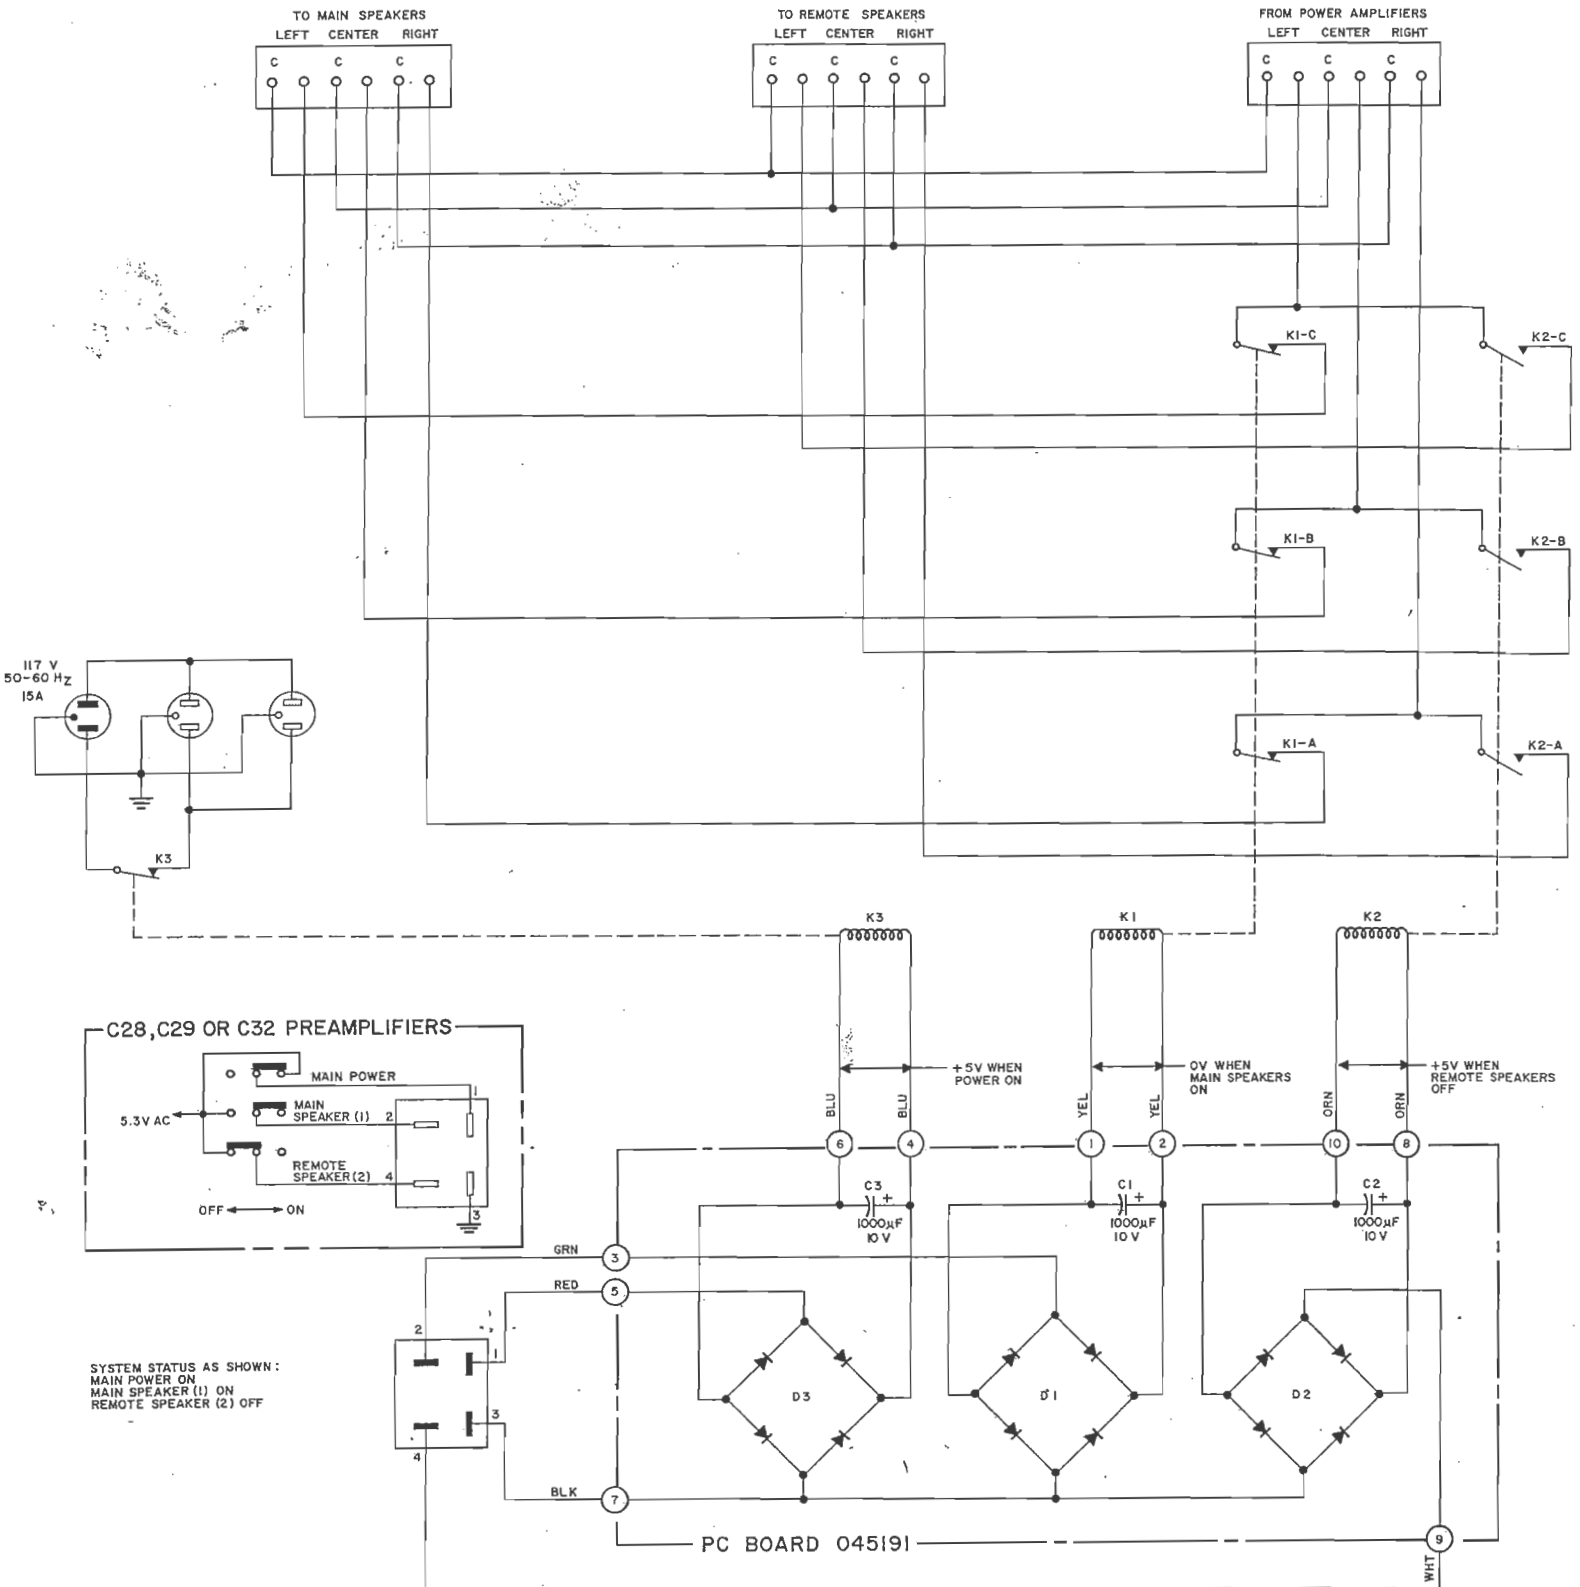 TO MAIN SPEAKERS
LEFT CENTER RIGHT
C C C
TO REMOTE SPEAKERS
LEFT CENTER RIGHT
C C C
FROM POWER AMPLIFIERS
LEFT CENTER RIGHT
C C C
K1-C
K2-C
K1-B
K2-B
K1-A
K2-A
117 V
50-60 Hz
15A
K3
K3
K1
K2
C28, C29 OR C32 PREAMPLIFIERS
MAIN POWER
1
MAIN
SPEAKER (1)
2
5.3V AC
REMOTE
SPEAKER (2)
4
OFF ON
3
+5V WHEN
POWER ON
0V WHEN
MAIN SPEAKERS
ON
+5V WHEN
REMOTE SPEAKERS
OFF
BLU
BLU
YEL
YEL
ORN
ORN
6
4
1
2
10
8
C3
+
1000µF
10V
C1
+
1000µF
10V
C2
+
1000µF
10V
GRN
3
RED
5
2
1
3
4
D3
D1
D2
SYSTEM STATUS AS SHOWN:
MAIN POWER ON
MAIN SPEAKER (1) ON
REMOTE SPEAKER (2) OFF
BLK
7
PC BOARD 045191
9
WHT